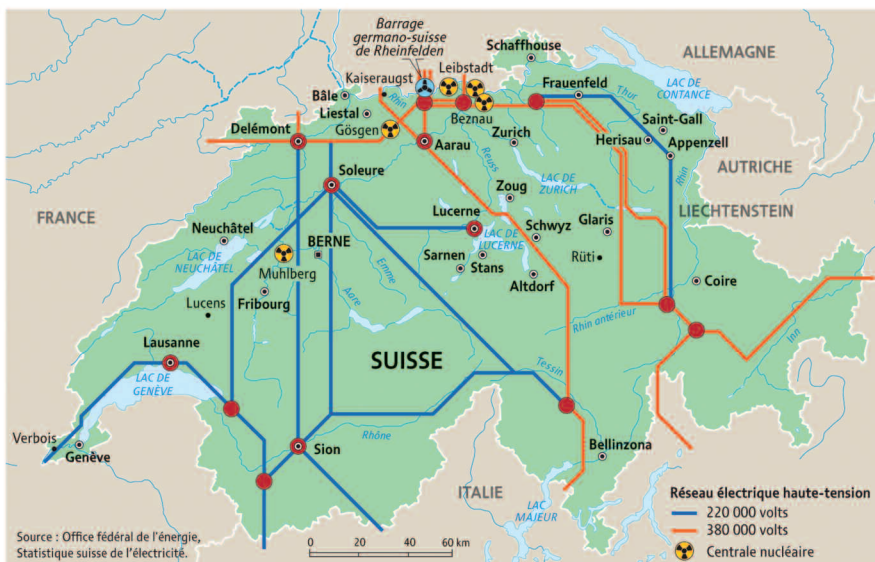 Barrage
germano-suisse
de Rheinfelden
Schaffhouse
ALLEMAGNE
Kaiseraugst
Leibstadt
LAC DE
CONSTANCE
Bâle
Rhin
Frauenfeld
Thur
Liestal
Beznau
Saint-Gall
Gösgen
Delémont
Aarau
Zurich
Herisau
Appenzell
Reuss
AUTRICHE
Soleure
LAC DE
ZURICH
Rhin
Zoug
LIECHTENSTEIN
FRANCE
Lucerne
Glaris
Neuchâtel
LAC DE
LUCERNE
Schwyz
BERNE
LAC DE
NEUCHÂTEL
Sarnen
Rüti
Muhlberg
Emme
Stans
Altdorf
Coire
Fribourg
Lucens
Aare
Rhin antérieur
Inn
Lausanne
SUISSE
Tessin
LAC DE
GENÈVE
Rhône
Verbois
Genève
Sion
Bellinzona
ITALIE
LAC
MAJEUR
Réseau électrique haute-tension
220 000 volts
380 000 volts
Centrale nucléaire
Source : Office fédéral de l'énergie,
Statistique suisse de l'électricité.
0 20 40 60 km